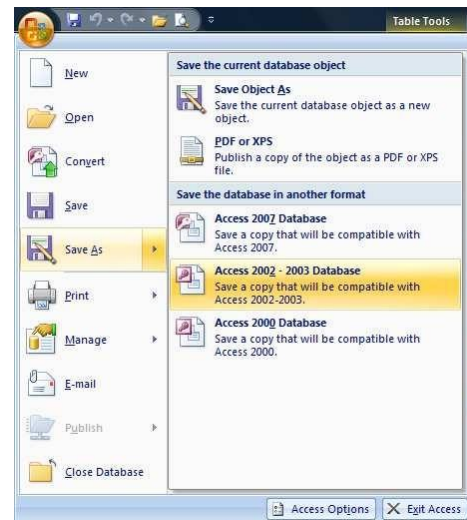 Table Tools
New
Open
Convert
Save
Save As
Print
Manage
E-mail
Publish
Close Database
Save the current database object
Save Object As
Save the current database object as a new
object.
PDF or XPS
Publish a copy of the object as a PDF or XPS
file.
Save the database in another format
Access 2007 Database
Save a copy that will be compatible with
Access 2007.
Access 2002 - 2003 Database
Save a copy that will be compatible with
Access 2002-2003.
Access 2000 Database
Save a copy that will be compatible with
Access 2000.
Access Options
Exit Access